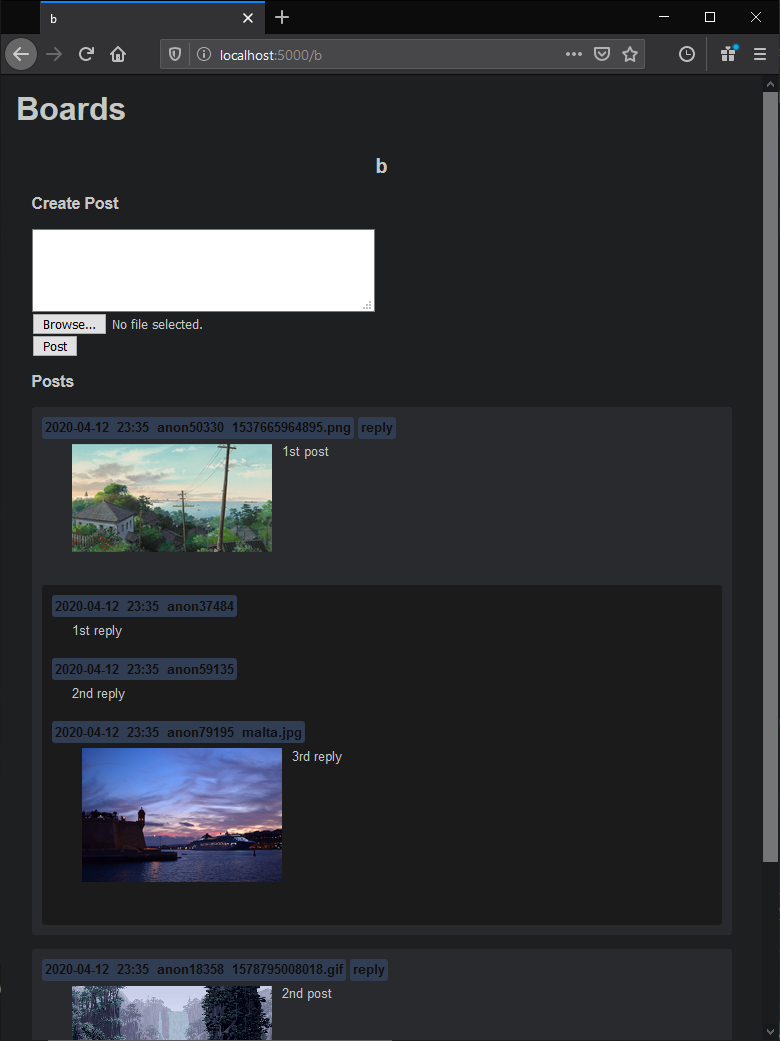 b
localhost:5000/b
Boards
b
Create Post
Browse... No file selected.
Post
Posts
2020-04-12 23:35 anon50330 1537665964895.png reply
1st post
2020-04-12 23:35 anon37484
1st reply
2020-04-12 23:35 anon59135
2nd reply
2020-04-12 23:35 anon79195 malta.jpg
3rd reply
2020-04-12 23:35 anon18358 1578795008018.gif reply
2nd post